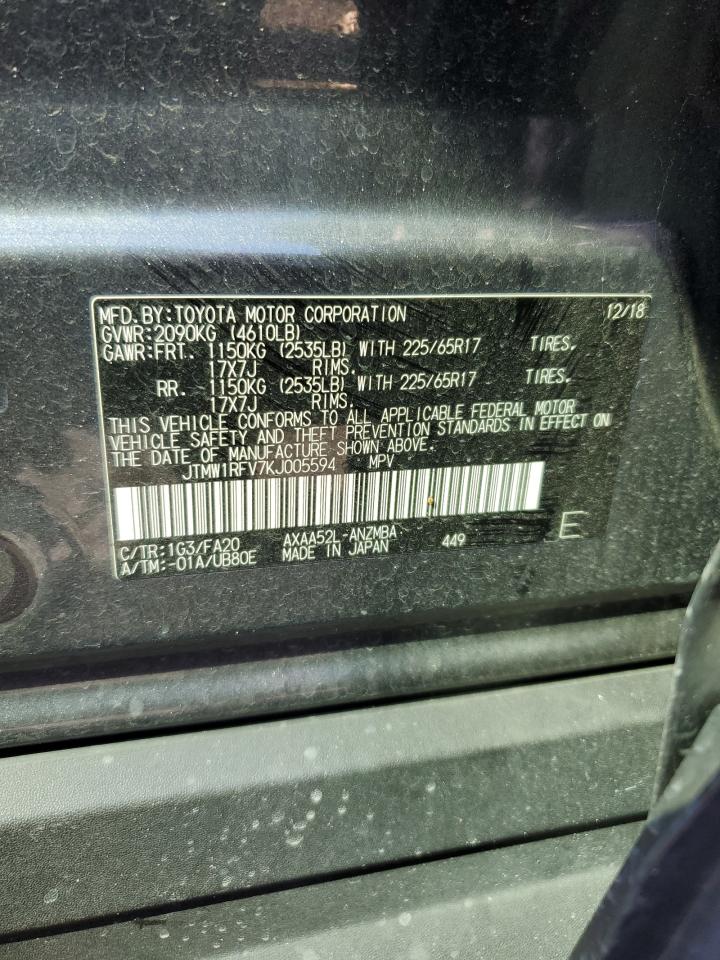 MFD.BY:TOYOTA MOTOR CORPORATION 12/18
GVWR:2090KG (4610LB)
GAWR:FRT. 1150KG (2535LB) WITH 225/65R17 TIRES,
17X7J RIMS,
RR. 1150KG (2535LB) WITH 225/65R17 TIRES,
17X7J RIMS,
THIS VEHICLE CONFORMS TO ALL APPLICABLE FEDERAL MOTOR
VEHICLE SAFETY AND THEFT PREVENTION STANDARDS IN EFFECT ON
THE DATE OF MANUFACTURE SHOWN ABOVE.
JTMW1RFV7KJ005594 MPV
C/TR:1G3/FA20 AXAA52L-ANZMBA 449 E
A/TM:-01A/UB80E MADE IN JAPAN